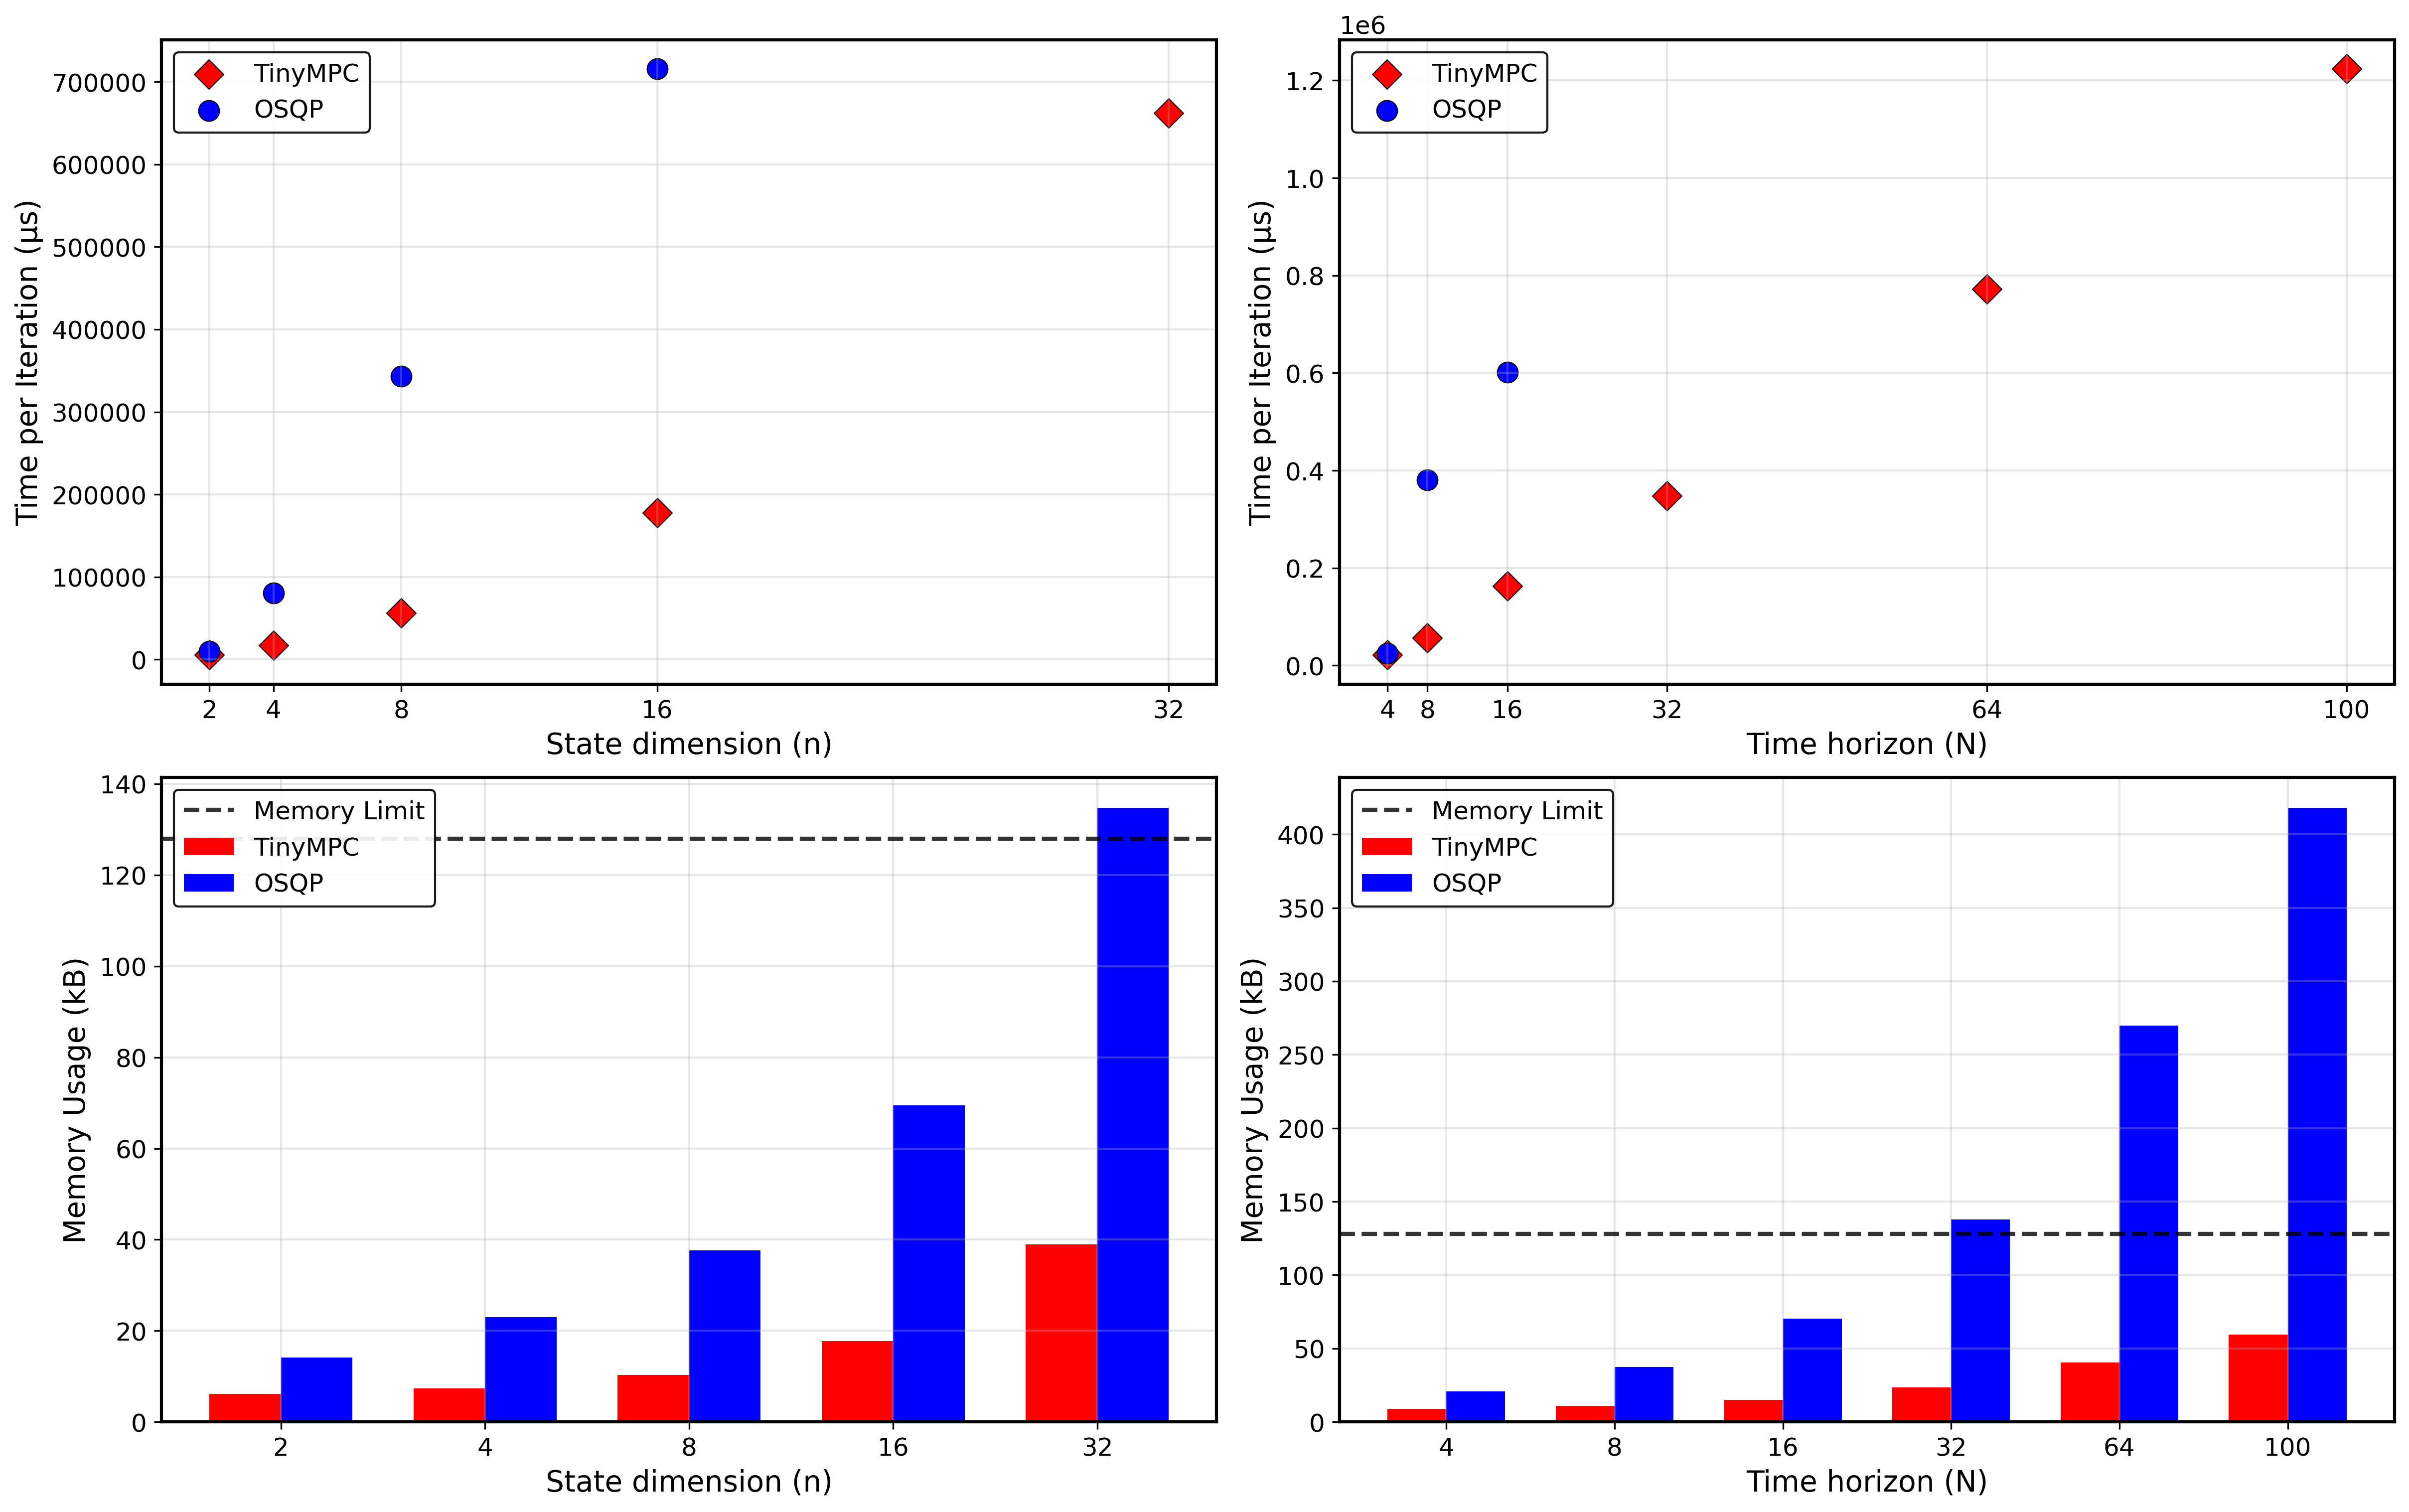 TinyMPC
OSQP
700000
600000
500000
400000
300000
200000
100000
0
Time per Iteration (µs)
2 4 8 16 32
State dimension (n)
1e6
TinyMPC
OSQP
1.2
1.0
0.8
0.6
0.4
0.2
0.0
Time per Iteration (µs)
4 8 16 32 64 100
Time horizon (N)
Memory Limit
TinyMPC
OSQP
140
120
100
80
60
40
20
0
Memory Usage (kB)
2 4 8 16 32
State dimension (n)
Memory Limit
TinyMPC
OSQP
400
350
300
250
200
150
100
50
0
Memory Usage (kB)
4 8 16 32 64 100
Time horizon (N)